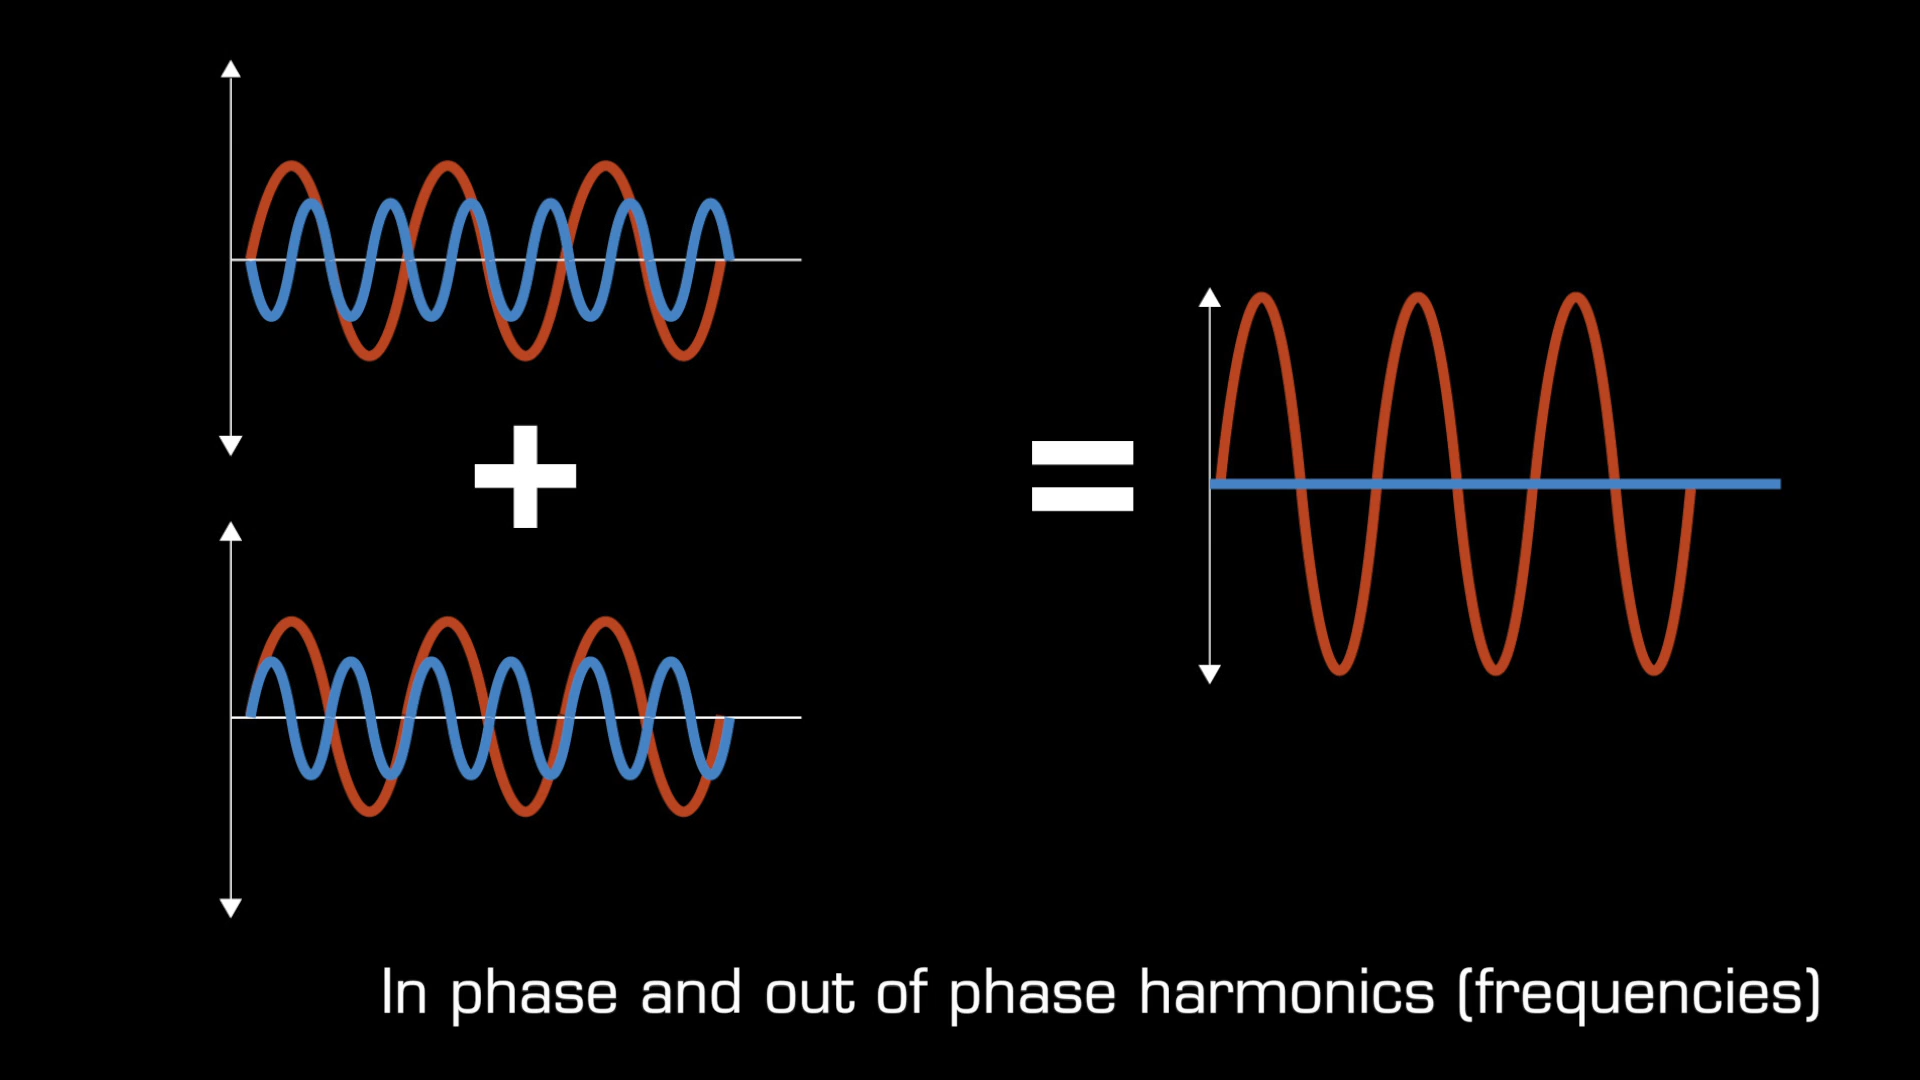 In phase and out of phase harmonics (frequencies)